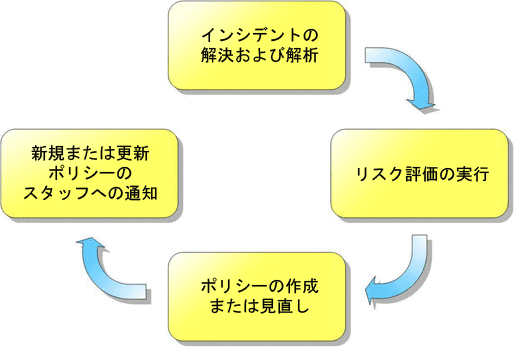 インシデントの
解決および解析
リスク評価の実行
ポリシーの作成
または見直し
新規または更新
ポリシーの
スタッフへの通知